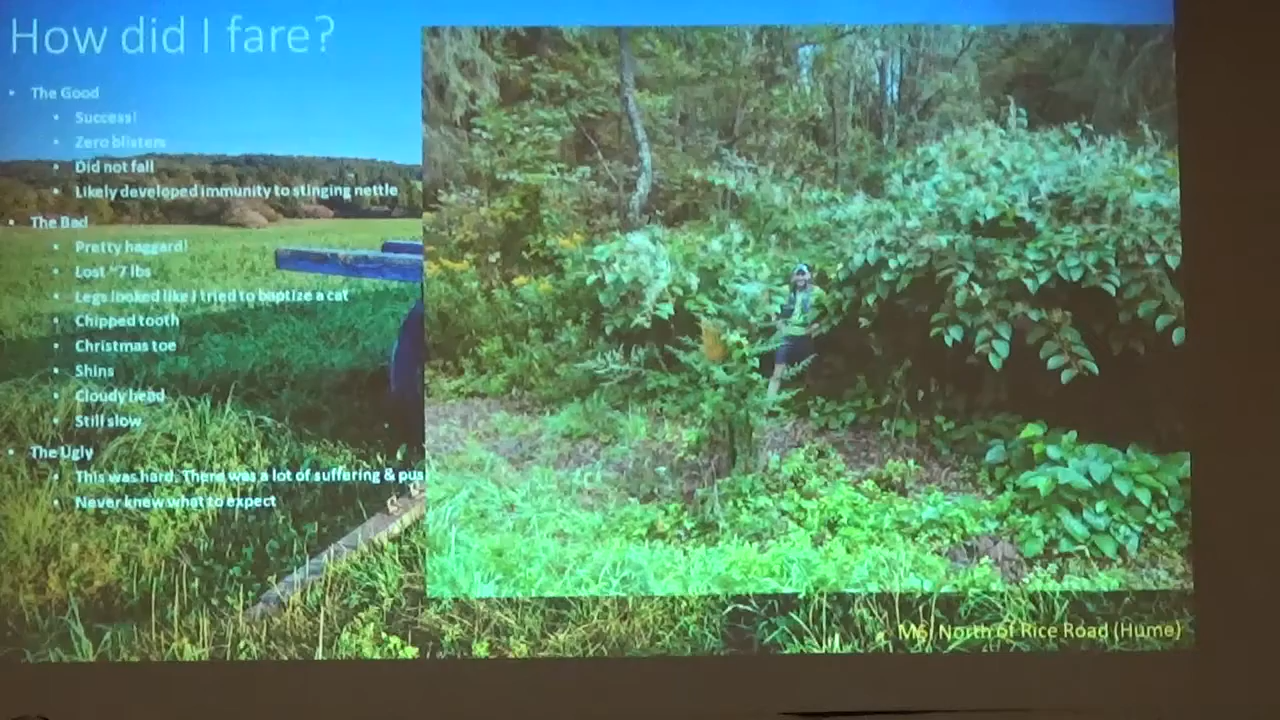 How did I fare?
The Good
Success!
Zero blisters
Did not fall
Likely developed immunity to stinging nettle
The Bad
Pretty haggard!
Lost ~7 lbs
Legs looked like I tried to baptize a cat
Chipped tooth
Christmas toe
Shins
Cloudy head
Still slow
The Ugly
This was hard. There was a lot of suffering & pus
Never knew what to expect
North of Rice Road (Hume)